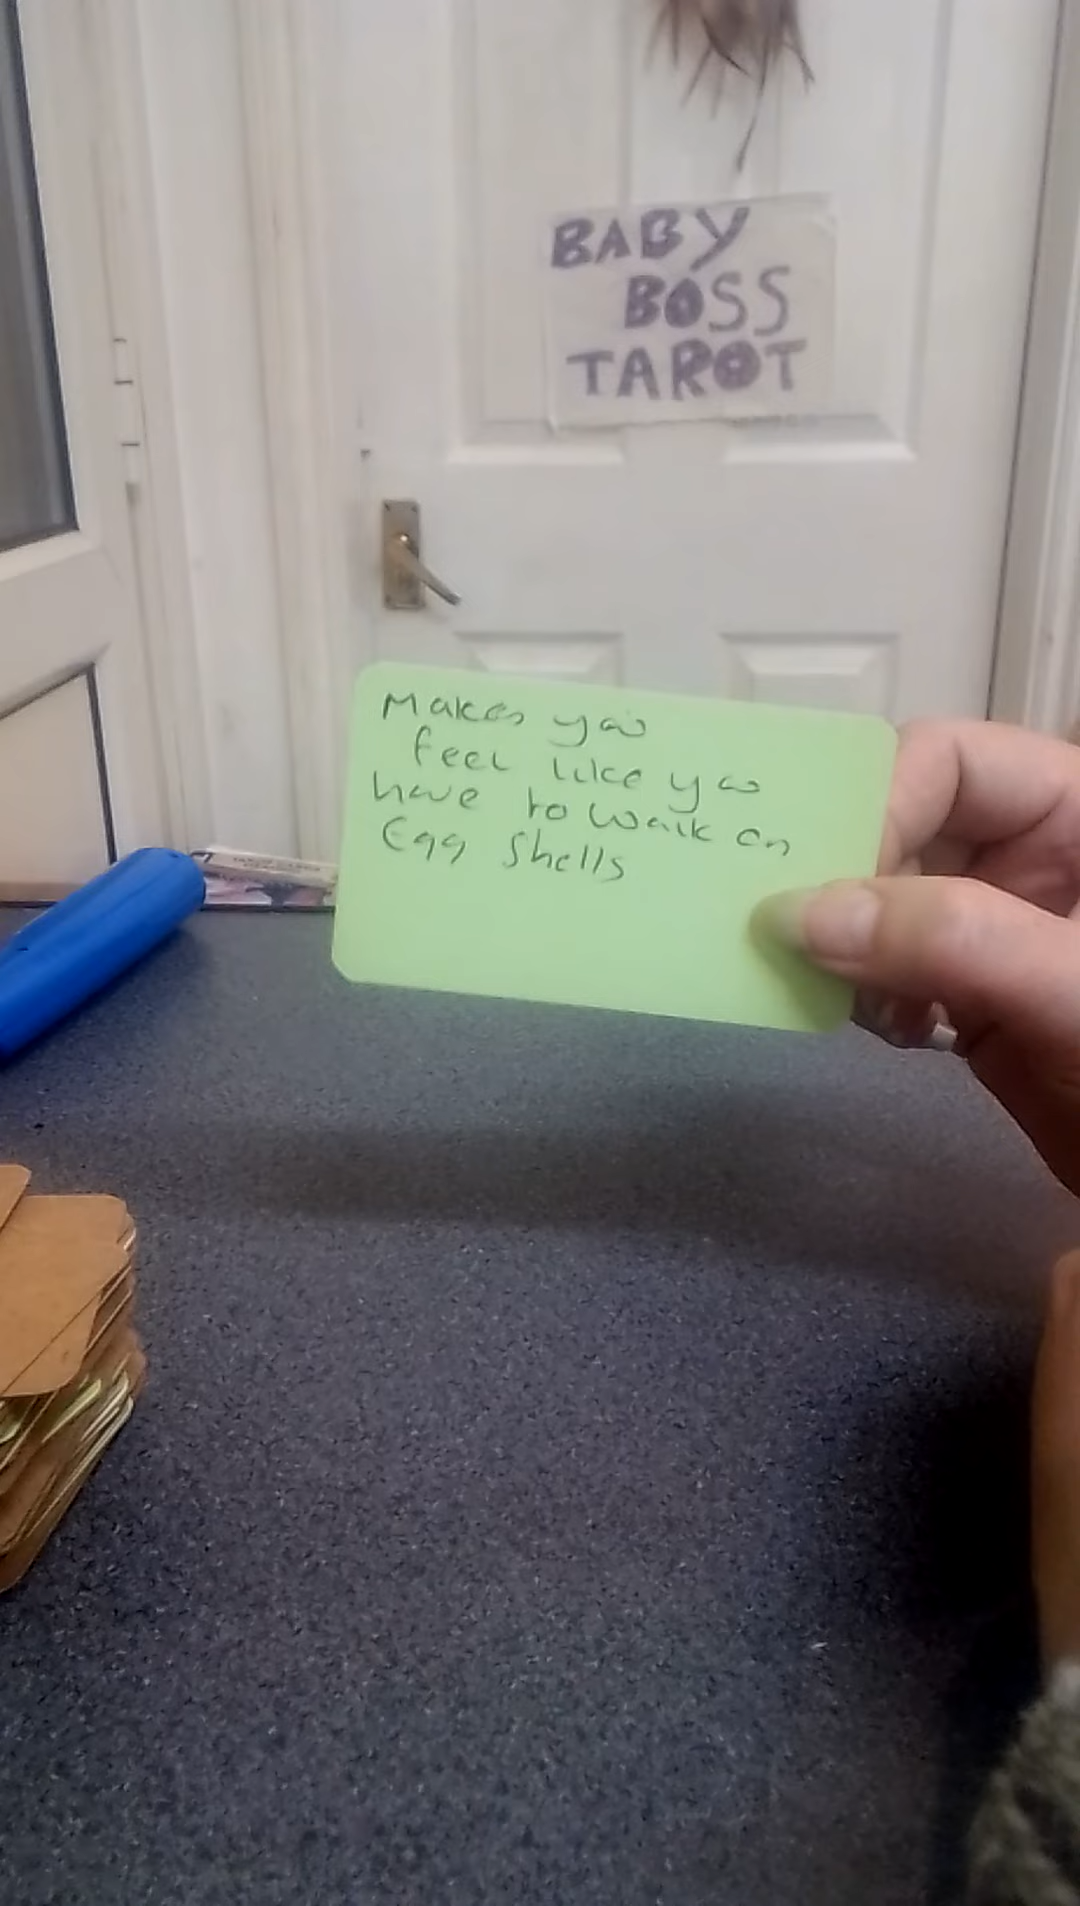 BABY
BOSS
TAROT
Makes you
feel like you
have to walk on
Egg Shells